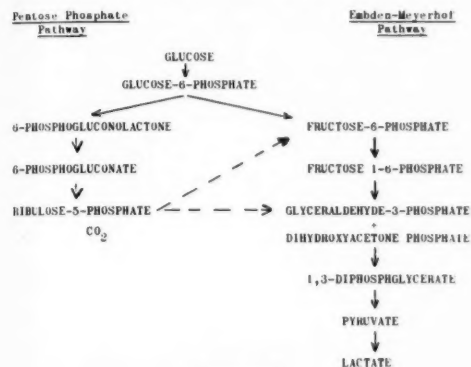 Pentose Phosphate
Pathway
Embden-Meyerhof
Pathway
GLUCOSE
GLUCOSE-6-PHOSPHATE
6-PHOSPHOGLUCONOLACTONE
FRUCTOSE-6-PHOSPHATE
6-PHOSPHOGLUCONATE
FRUCTOSE 1-6-PHOSPHATE
RIBULOSE-5-PHOSPHATE
GLYCERALDEHYDE-3-PHOSPHATE
+
CO2
DIHYDROXYACETONE PHOSPHATE
1,3-DIPHOSPHGLYCERATE
PYRUVATE
LACTATE